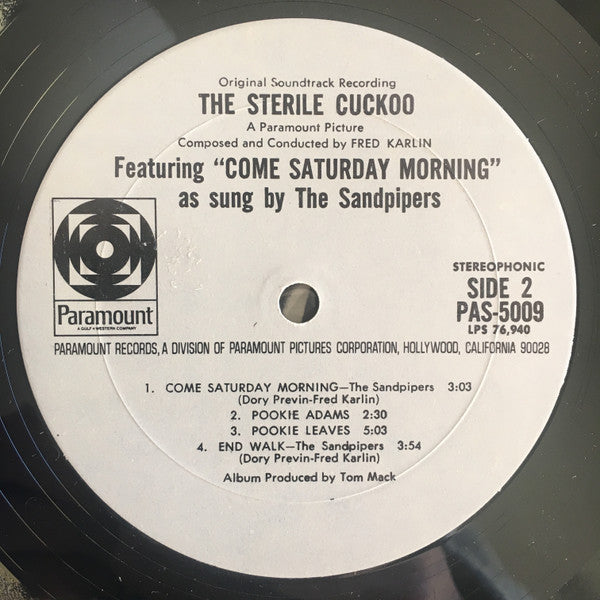 Original Soundtrack Recording
THE STERILE CUCKOO
A Paramount Picture
Composed and Conducted by FRED KARLIN
Featuring “COME SATURDAY MORNING”
as sung by The Sandpipers
Paramount
A GULF+WESTERN COMPANY
STEREOPHONIC
SIDE 2
PAS-5009
LPS 76,940
PARAMOUNT RECORDS, A DIVISION OF PARAMOUNT PICTURES CORPORATION, HOLLYWOOD, CALIFORNIA 90028
1. COME SATURDAY MORNING—The Sandpipers 3:03
(Dory Previn-Fred Karlin)
2. POOKIE ADAMS 2:30
3. POOKIE LEAVES 5:03
4. END WALK—The Sandpipers 3:54
(Dory Previn-Fred Karlin)
Album Produced by Tom Mack